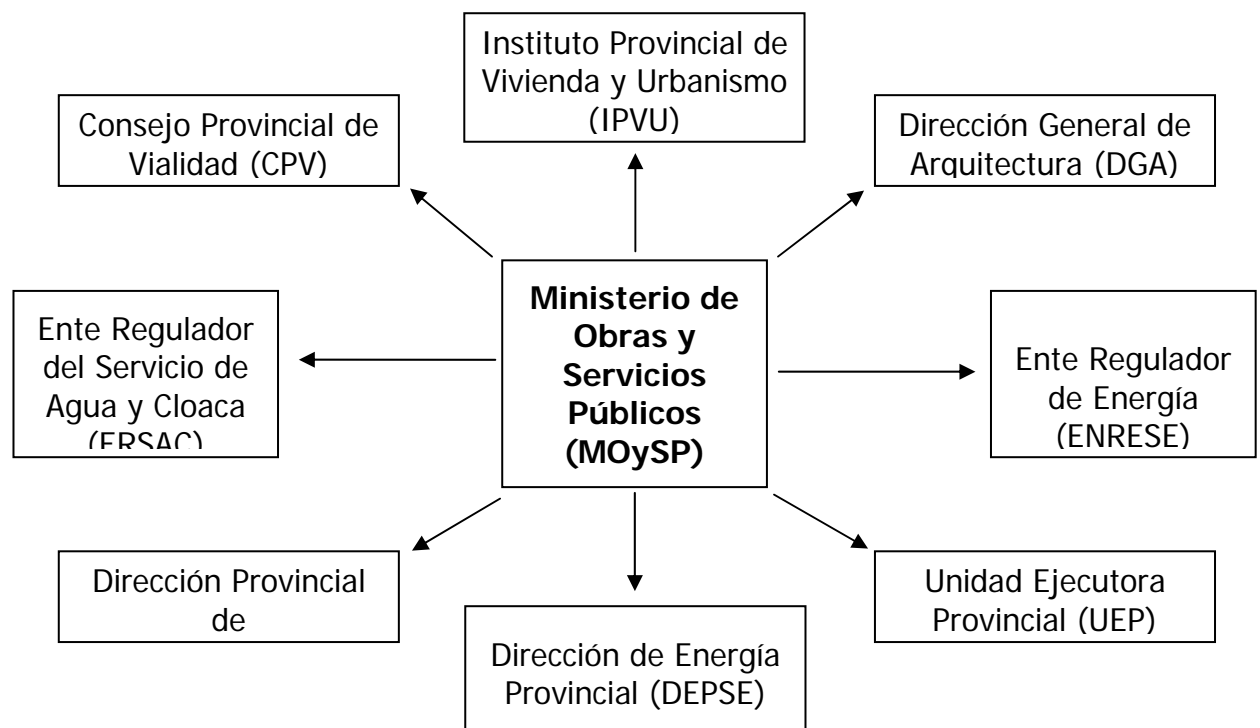 Instituto Provincial de
Vivienda y Urbanismo
(IPVU)
Consejo Provincial de
Vialidad (CPV)
Dirección General de
Arquitectura (DGA)
Ente Regulador
del Servicio de
Agua y Cloaca
(ERSAC)
Ministerio de
Obras y
Servicios
Públicos
(MOySP)
Ente Regulador
de Energía
(ENRESE)
Dirección Provincial
de
Dirección de Energía
Provincial (DEPSE)
Unidad Ejecutora
Provincial (UEP)